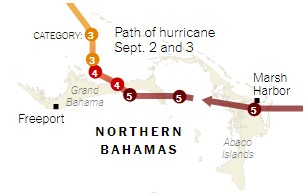 CATEGORY: 3
Path of hurricane
Sept. 2 and 3
3
4
4
Grand
Bahama
5
5
Marsh
Harbor
5
Freeport
NORTHERN
BAHAMAS
Abaco
Islands